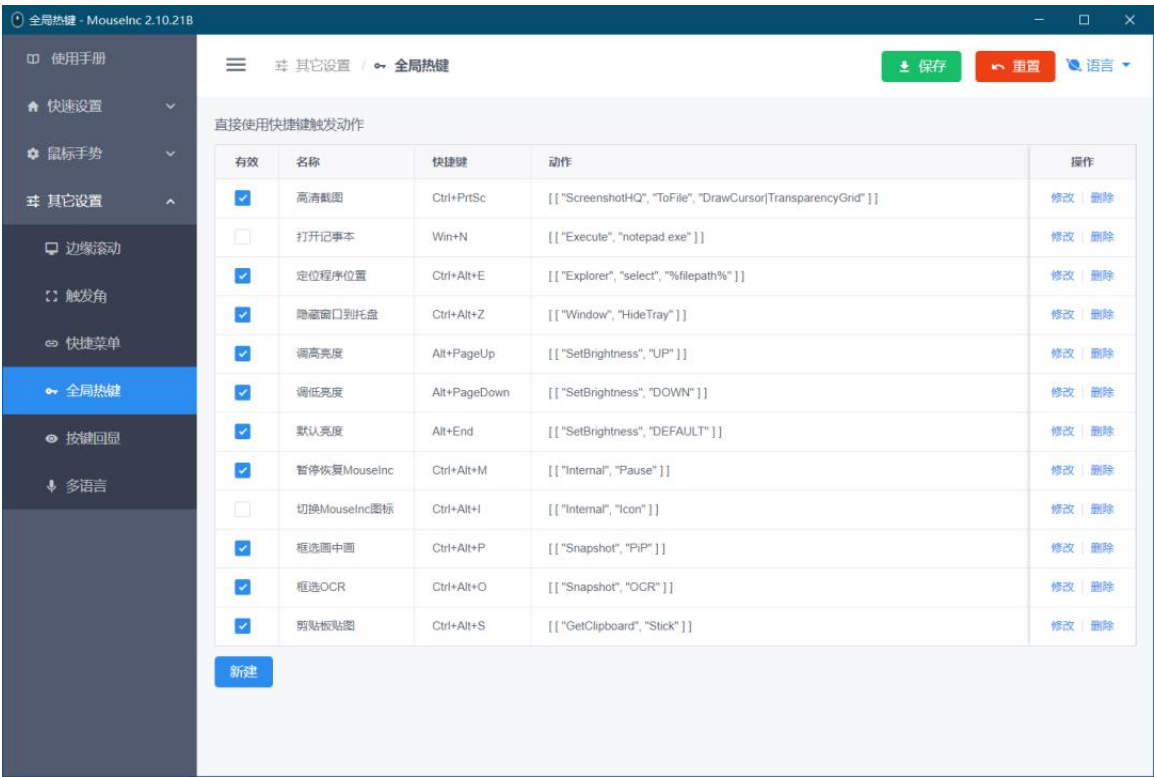 全局热键 - MouseInc 2.10.21B
使用手册
快速设置
鼠标手势
其它设置
边缘滚动
触发角
快捷菜单
全局热键
按键回显
多语言
其它设置 / 全局热键
保存 重置 语言
直接使用快捷键触发动作
有效 名称 快捷键 动作 操作
高清截图 Ctrl+PrtSc [ [ "ScreenshotHQ", "ToFile", "DrawCursor|TransparencyGrid" ] ] 修改 删除
打开记事本 Win+N [ [ "Execute", "notepad.exe" ] ] 修改 删除
定位程序位置 Ctrl+Alt+E [ [ "Explorer", "select", "%filepath%" ] ] 修改 删除
隐藏窗口到托盘 Ctrl+Alt+Z [ [ "Window", "HideTray" ] ] 修改 删除
调高亮度 Alt+PageUp [ [ "SetBrightness", "UP" ] ] 修改 删除
调低亮度 Alt+PageDown [ [ "SetBrightness", "DOWN" ] ] 修改 删除
默认亮度 Alt+End [ [ "SetBrightness", "DEFAULT" ] ] 修改 删除
暂停恢复MouseInc Ctrl+Alt+M [ [ "Internal", "Pause" ] ] 修改 删除
切换MouseInc图标 Ctrl+Alt+I [ [ "Internal", "Icon" ] ] 修改 删除
框选画中画 Ctrl+Alt+P [ [ "Snapshot", "PiP" ] ] 修改 删除
框选OCR Ctrl+Alt+O [ [ "Snapshot", "OCR" ] ] 修改 删除
剪贴板贴图 Ctrl+Alt+S [ [ "GetClipboard", "Stick" ] ] 修改 删除
新建